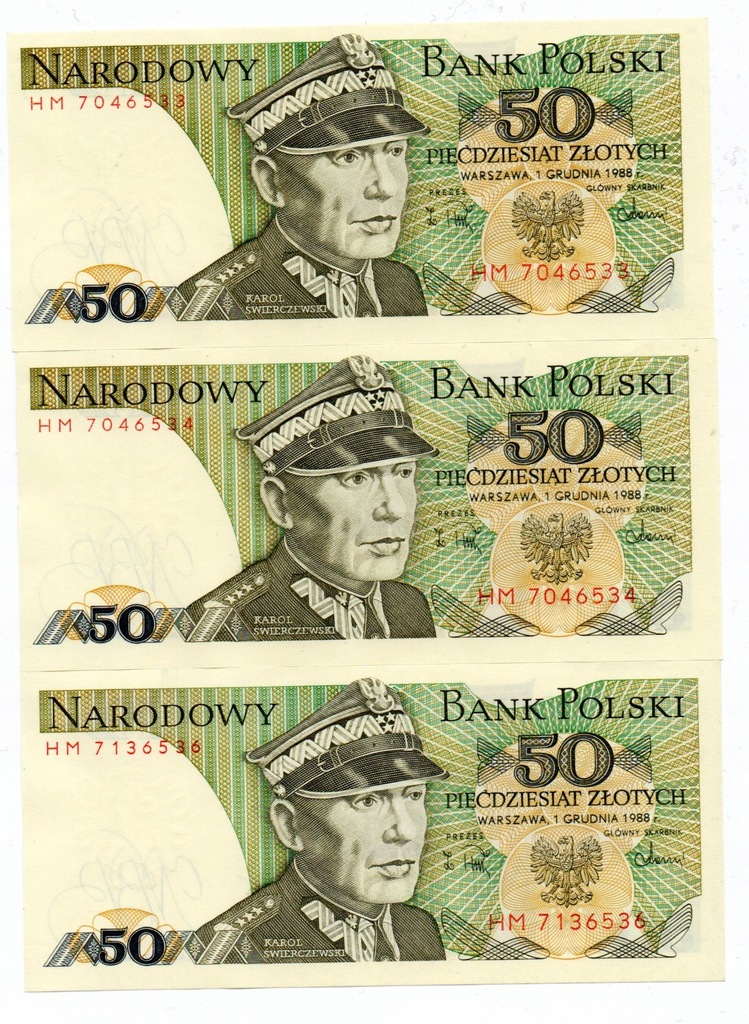 NARODOWY BANK POLSKI
HM 7046533
50
PIĘĆDZIESIĄT ZŁOTYCH
WARSZAWA, 1 GRUDNIA 1988 r.
PREZES GŁÓWNY SKARBNIK
HM 7046533
50
KAROL
ŚWIERCZEWSKI
NARODOWY BANK POLSKI
HM 7046534
50
PIĘĆDZIESIĄT ZŁOTYCH
WARSZAWA, 1 GRUDNIA 1988 r.
PREZES GŁÓWNY SKARBNIK
HM 7046534
50
KAROL
ŚWIERCZEWSKI
NARODOWY BANK POLSKI
HM 7136536
50
PIĘĆDZIESIĄT ZŁOTYCH
WARSZAWA, 1 GRUDNIA 1988 r.
PREZES GŁÓWNY SKARBNIK
HM 7136536
50
KAROL
ŚWIERCZEWSKI